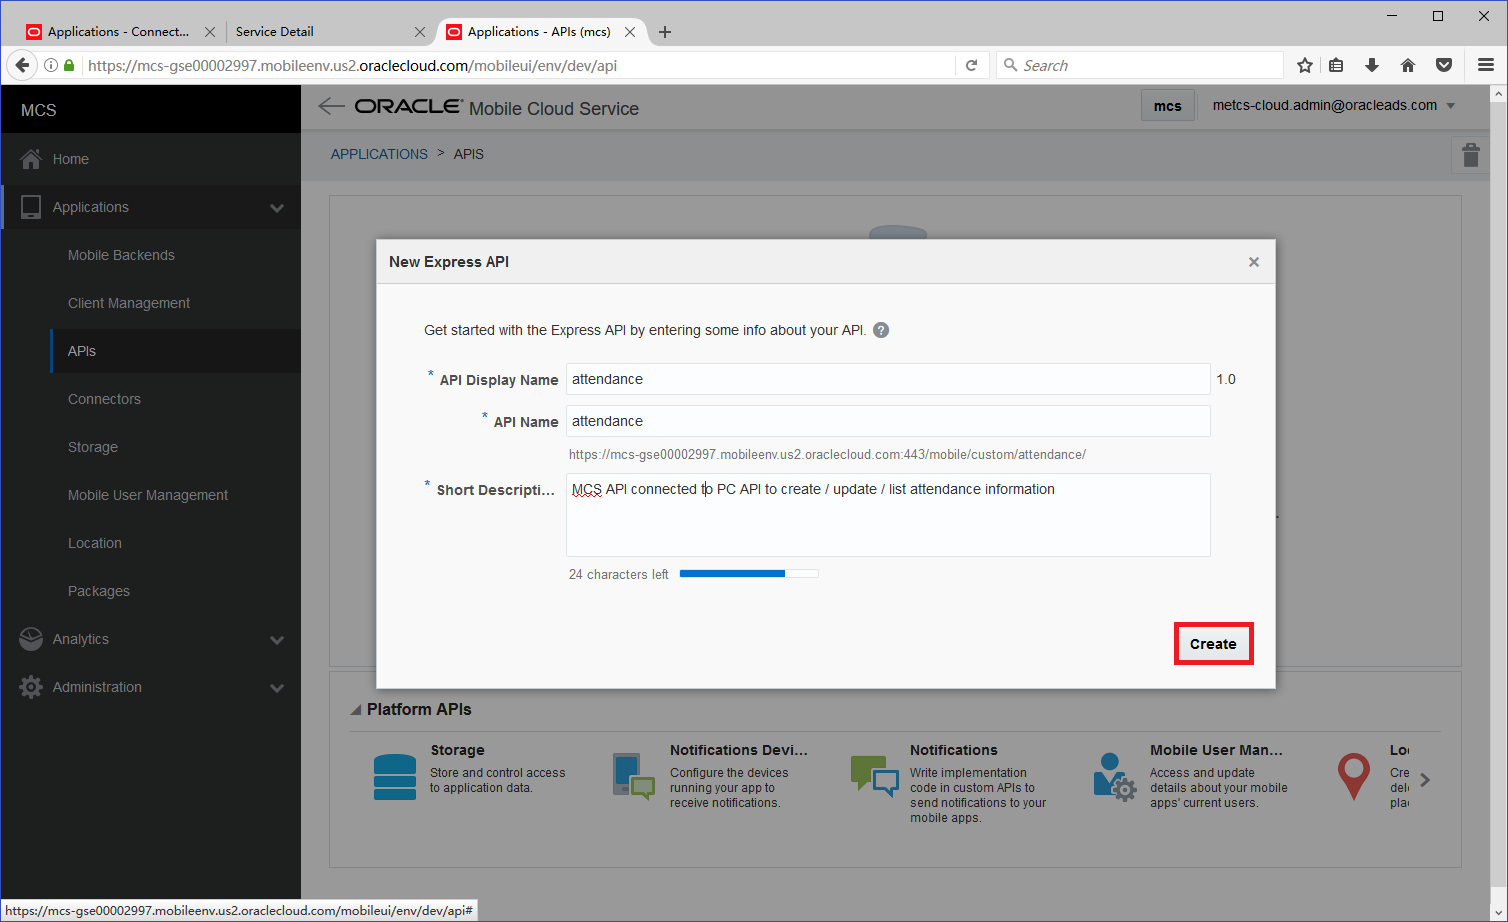 Applications - Connect...
Service Detail
Applications - APIs (mcs)
https://mcs-gse00002997.mobileenv.us2.oraclecloud.com/mobileui/env/dev/api
Search
MCS
ORACLE Mobile Cloud Service
mcs
metcs-cloud.admin@oracleads.com
Home
APPLICATIONS > APIS
Applications
Mobile Backends
Client Management
APIs
Connectors
Storage
Mobile User Management
Location
Packages
Analytics
Administration
New Express API
Get started with the Express API by entering some info about your API. ?
* API Display Name attendance 1.0
* API Name attendance
https://mcs-gse00002997.mobileenv.us2.oraclecloud.com:443/mobile/custom/attendance/
* Short Descripti... MCS API connected to PC API to create / update / list attendance information
24 characters left
Create
Platform APIs
Storage
Store and control access
to application data.
Notifications Devi...
Configure the devices
running your app to
receive notifications.
Notifications
Write implementation
code in custom APIs to
send notifications to your
mobile apps.
Mobile User Man...
Access and update
details about your mobile
apps' current users.
Lo
Cre
dele
plac
https://mcs-gse00002997.mobileenv.us2.oraclecloud.com/mobileui/env/dev/api#